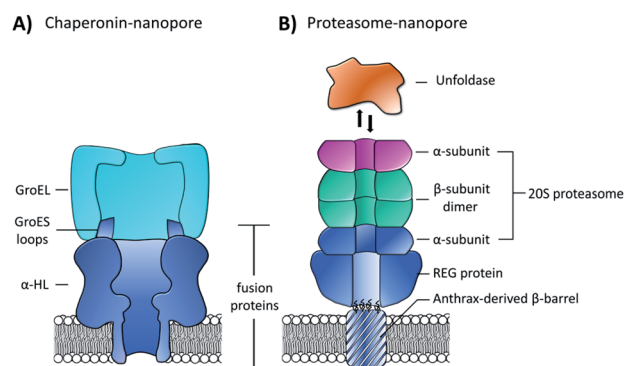 A) Chaperonin-nanopore
GroEL
GroES
loops
α-HL
fusion
proteins
B) Proteasome-nanopore
Unfoldase
α-subunit
β-subunit
dimer
20S proteasome
α-subunit
REG protein
Anthrax-derived β-barrel